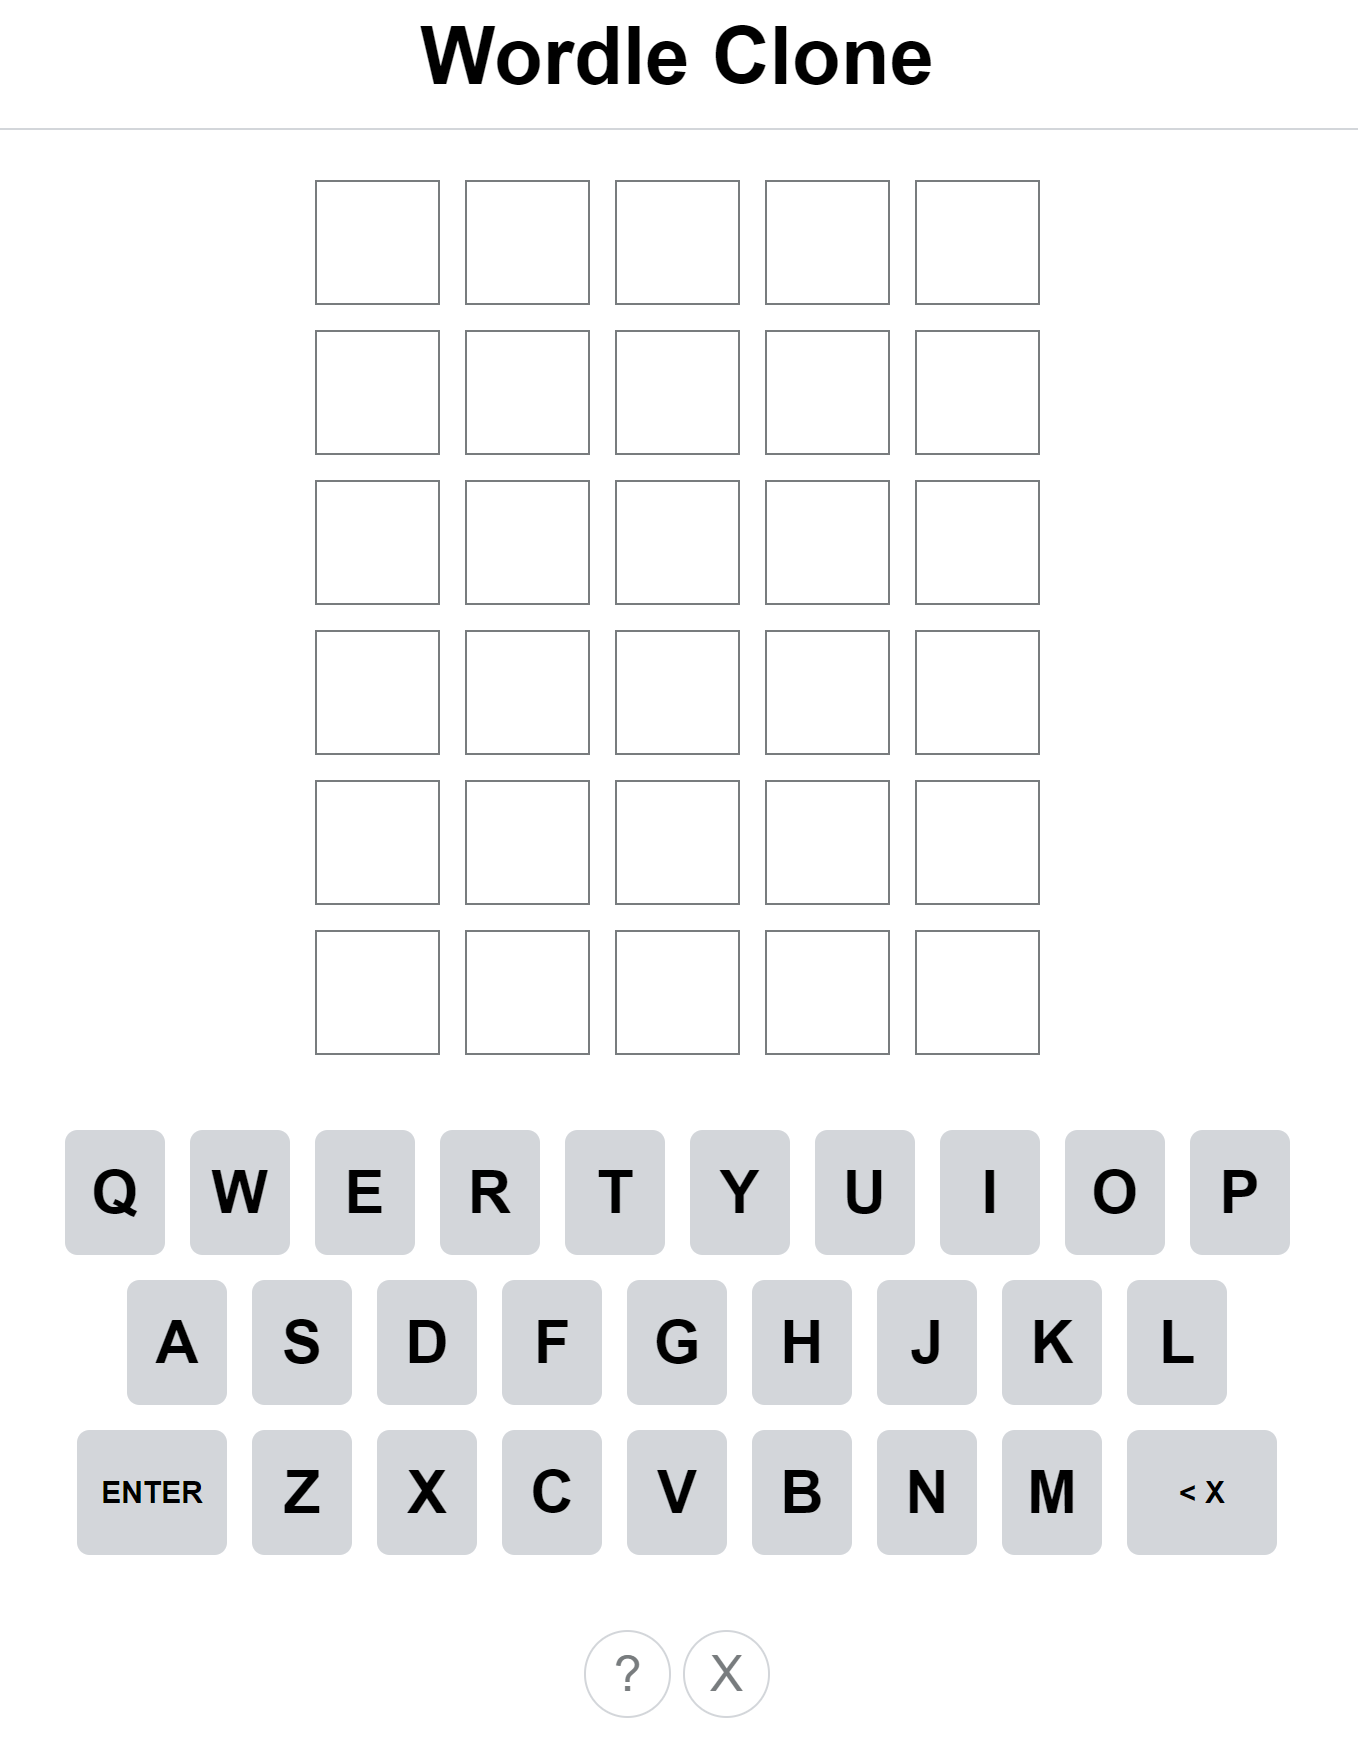 Wordle Clone
Q W E R T Y U I O P
A S D F G H J K L
ENTER Z X C V B N M < X
? X